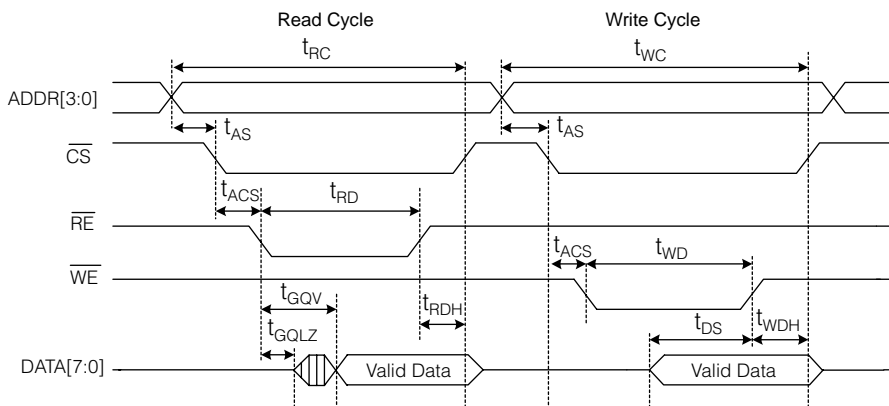 Read Cycle Write Cycle
tRC tWC
ADDR[3:0]
tAS tAS
CS
tACS tRD
RE
tACS tWD
WE
tGQV
tRDH
tGQLZ tDS tWDH
DATA[7:0] Valid Data Valid Data